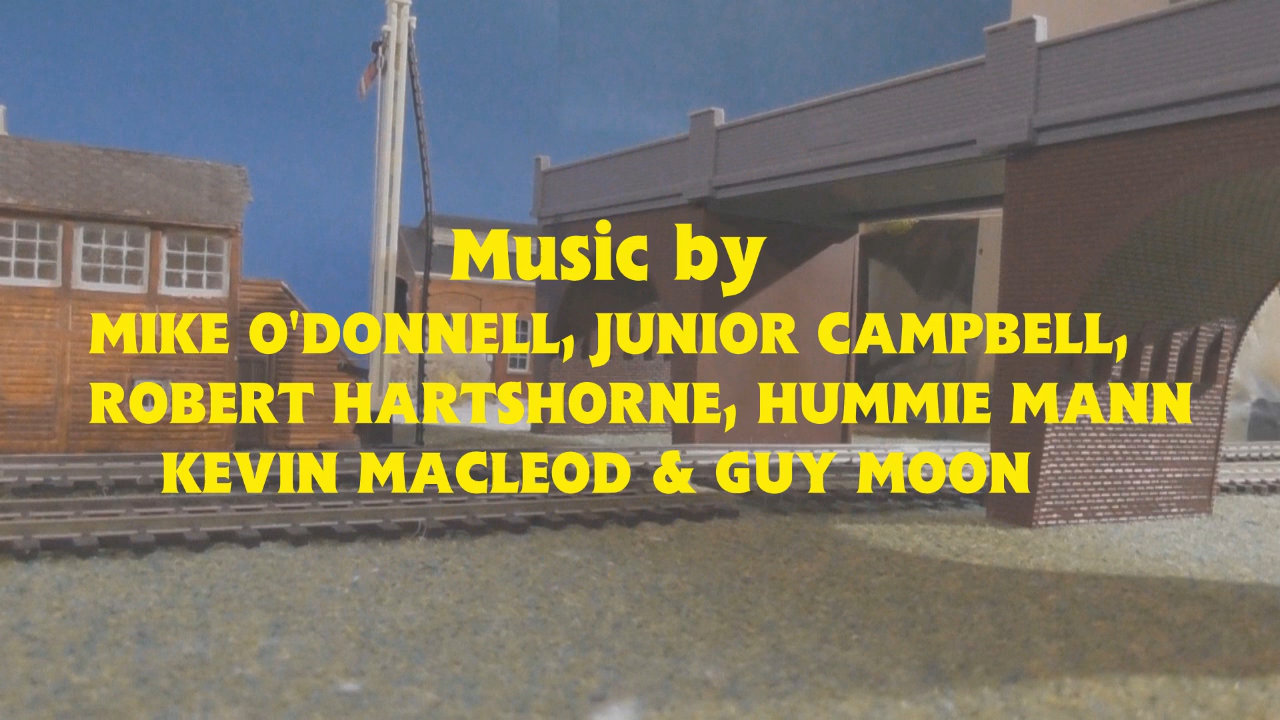 Music by
MIKE O'DONNELL, JUNIOR CAMPBELL,
ROBERT HARTSHORNE, HUMMIE MANN
KEVIN MACLEOD & GUY MOON